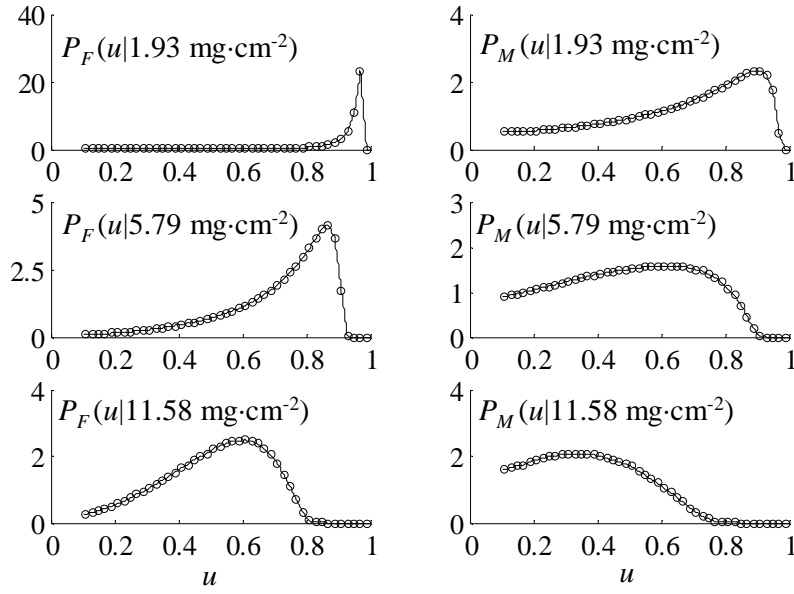 P_F(u|1.93 mg·cm⁻²)
40
20
0
0 0.2 0.4 0.6 0.8 1
P_M(u|1.93 mg·cm⁻²)
4
2
0
0 0.2 0.4 0.6 0.8 1
P_F(u|5.79 mg·cm⁻²)
5
2.5
0
0 0.2 0.4 0.6 0.8 1
P_M(u|5.79 mg·cm⁻²)
3
2
1
0
0 0.2 0.4 0.6 0.8 1
P_F(u|11.58 mg·cm⁻²)
4
2
0
0 0.2 0.4 0.6 0.8 1
u
P_M(u|11.58 mg·cm⁻²)
4
2
0
0 0.2 0.4 0.6 0.8 1
u